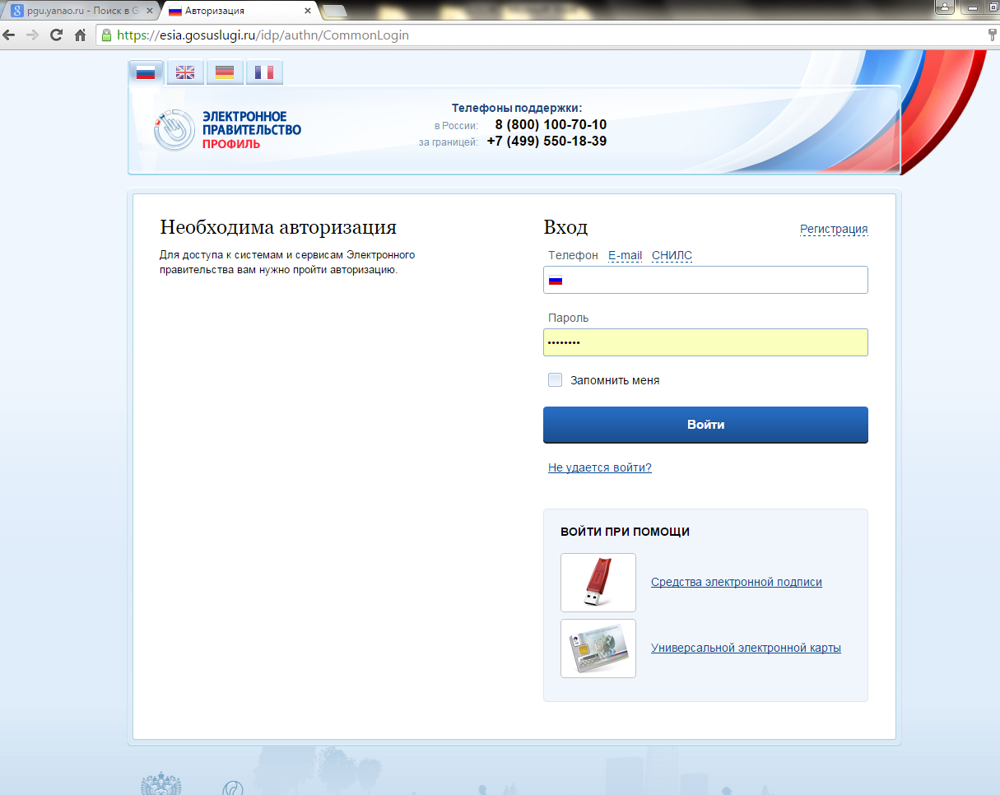 pgu.yanao.ru - Поиск в G
Авторизация
https://esia.gosuslugi.ru/idp/authn/CommonLogin
ЭЛЕКТРОННОЕ
ПРАВИТЕЛЬСТВО
ПРОФИЛЬ
Телефоны поддержки:
в России: 8 (800) 100-70-10
за границей: +7 (499) 550-18-39
Необходима авторизация
Для доступа к системам и сервисам Электронного
правительства вам нужно пройти авторизацию.
Вход
Регистрация
Телефон E-mail СНИЛС
Пароль
••••••••
Запомнить меня
Войти
Не удается войти?
ВОЙТИ ПРИ ПОМОЩИ
Средства электронной подписи
Универсальной электронной карты